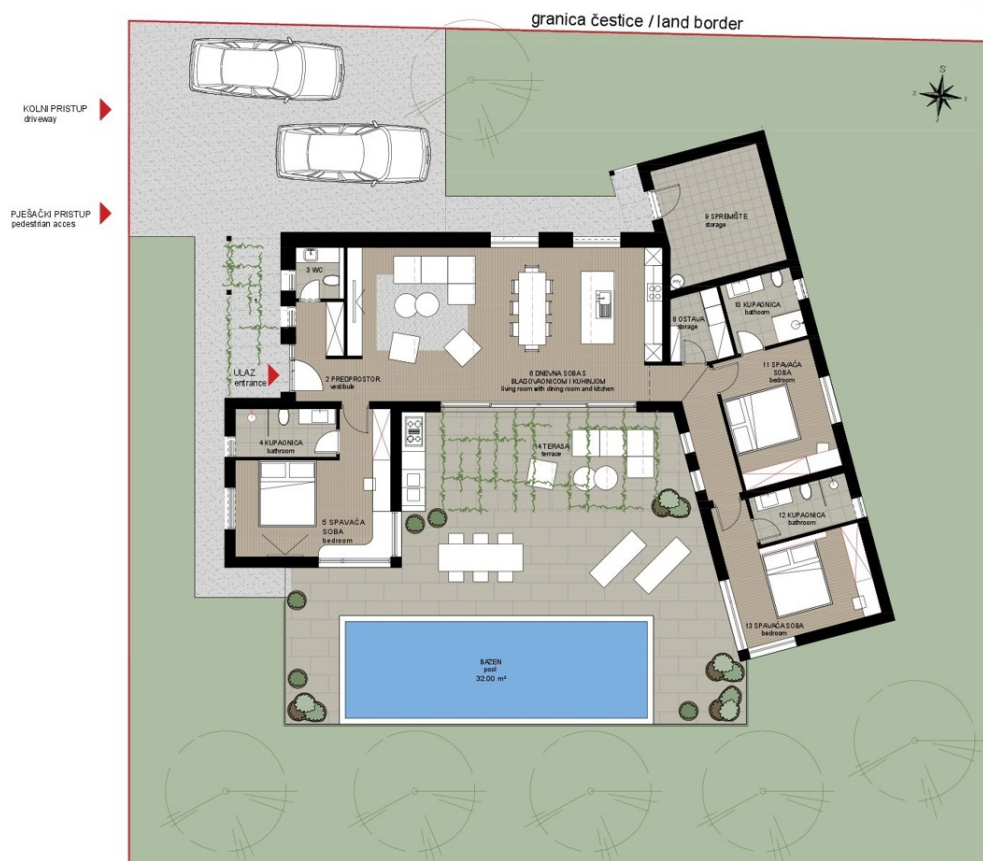 granica čestice / land border
S
KOLNI PRISTUP
driveway
PJEŠAČKI PRISTUP
pedestrian acces
9 SPREMIŠTE
storage
3 WC
10 KUPAONICA
bathoom
8 OSTAVA
storage
ULAZ
entrance
2 PREDPROSTOR
vestibule
6 DNEVNA SOBA S
BLAGOVAONICOM I KUHINJOM
living room with dining room and kitchen
11 SPAVAĆA
SOBA
bedroom
4 KUPAONICA
bathroom
14 TERASA
terrace
5 SPAVAĆA
SOBA
bedroom
12 KUPAONICA
bathroom
13 SPAVAĆA SOBA
bedroom
BAZEN
pool
32.00 m²